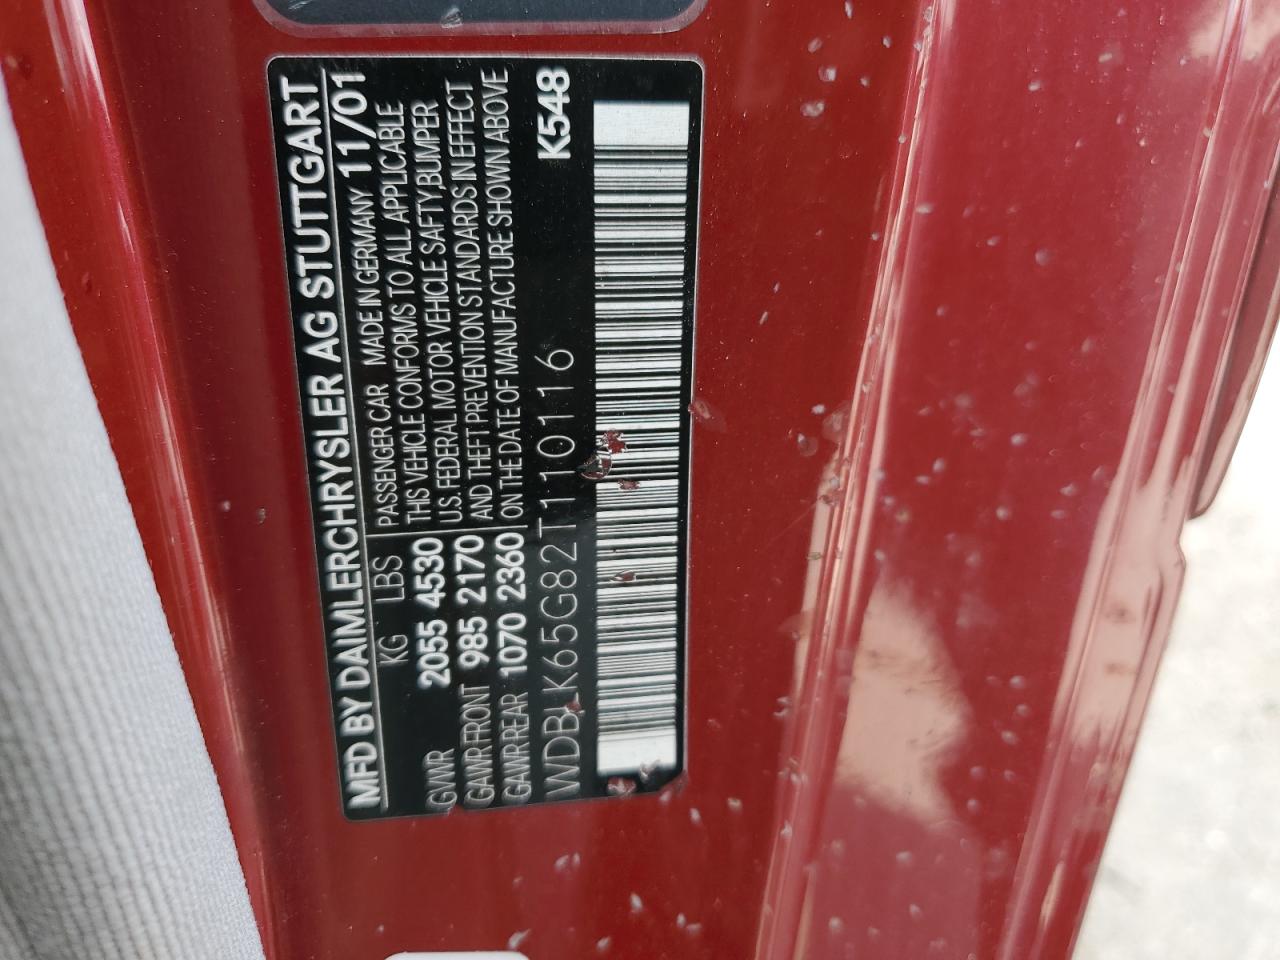 MFD BY DAIMLERCHRYSLER AG STUTTGART
KG LBS PASSENGER CAR MADE IN GERMANY 11/01
GVWR 2055 4530 THIS VEHICLE CONFORMS TO ALL APPLICABLE
U.S. FEDERAL MOTOR VEHICLE SAFTY,BUMPER
GAWR FRONT 985 2170 AND THEFT PREVENTION STANDARDS IN EFFECT
GAWR REAR 1070 2360 ON THE DATE OF MANUFACTURE SHOWN ABOVE
WDBLK65G82T110116 K548